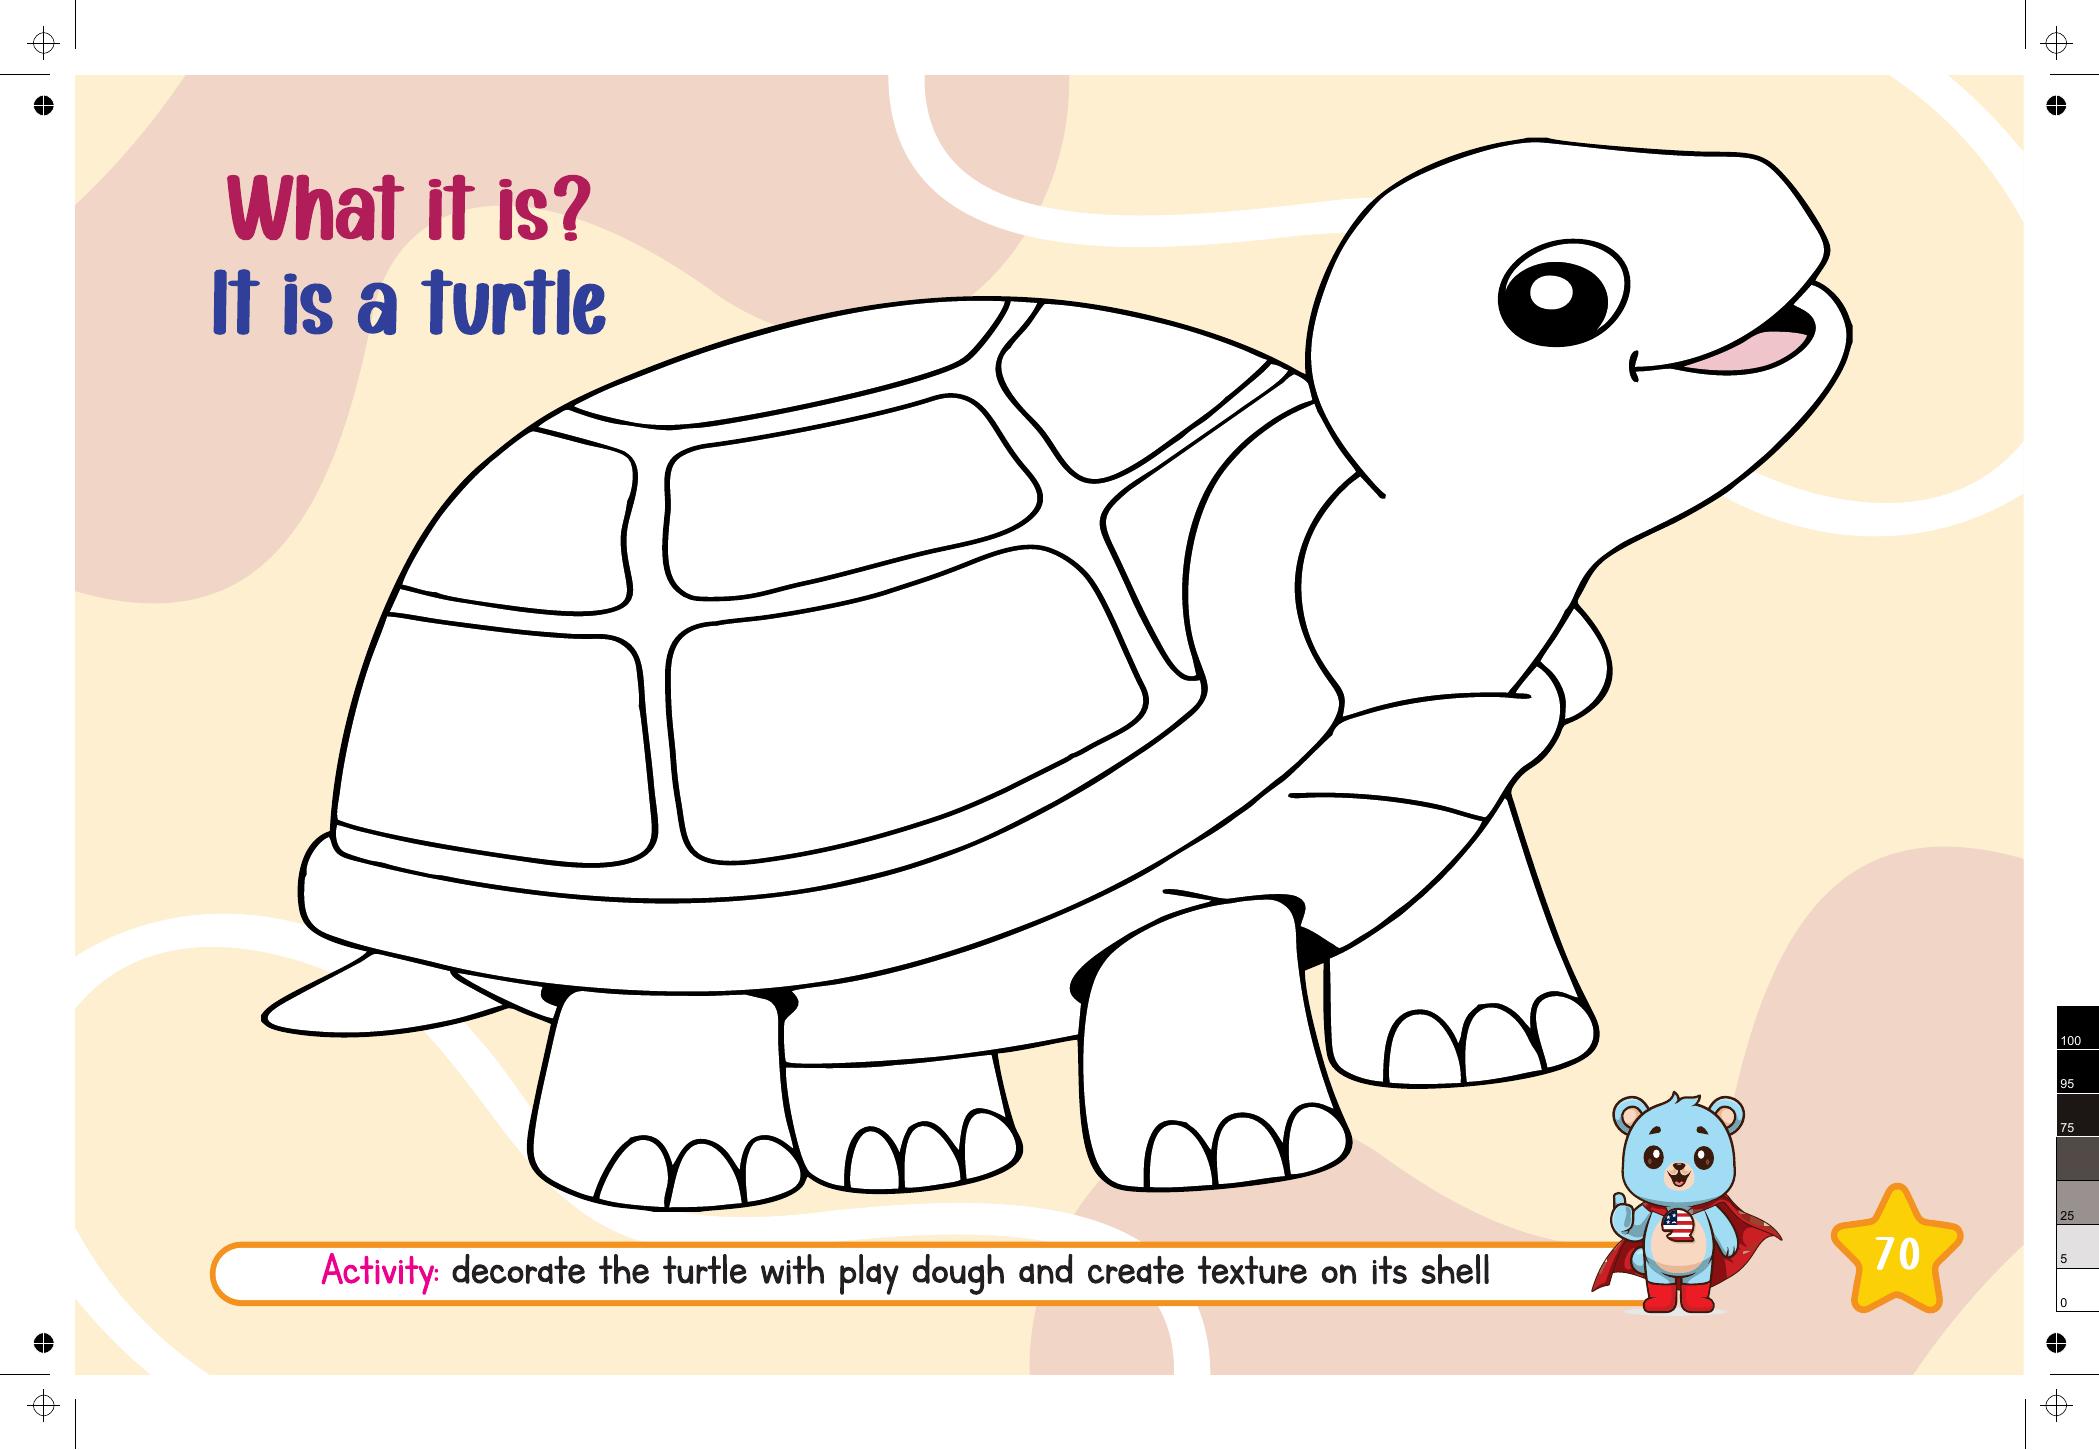 What it is?
It is a turtle
Activity: decorate the turtle with play dough and create texture on its shell
70
100
95
75
25
5
0